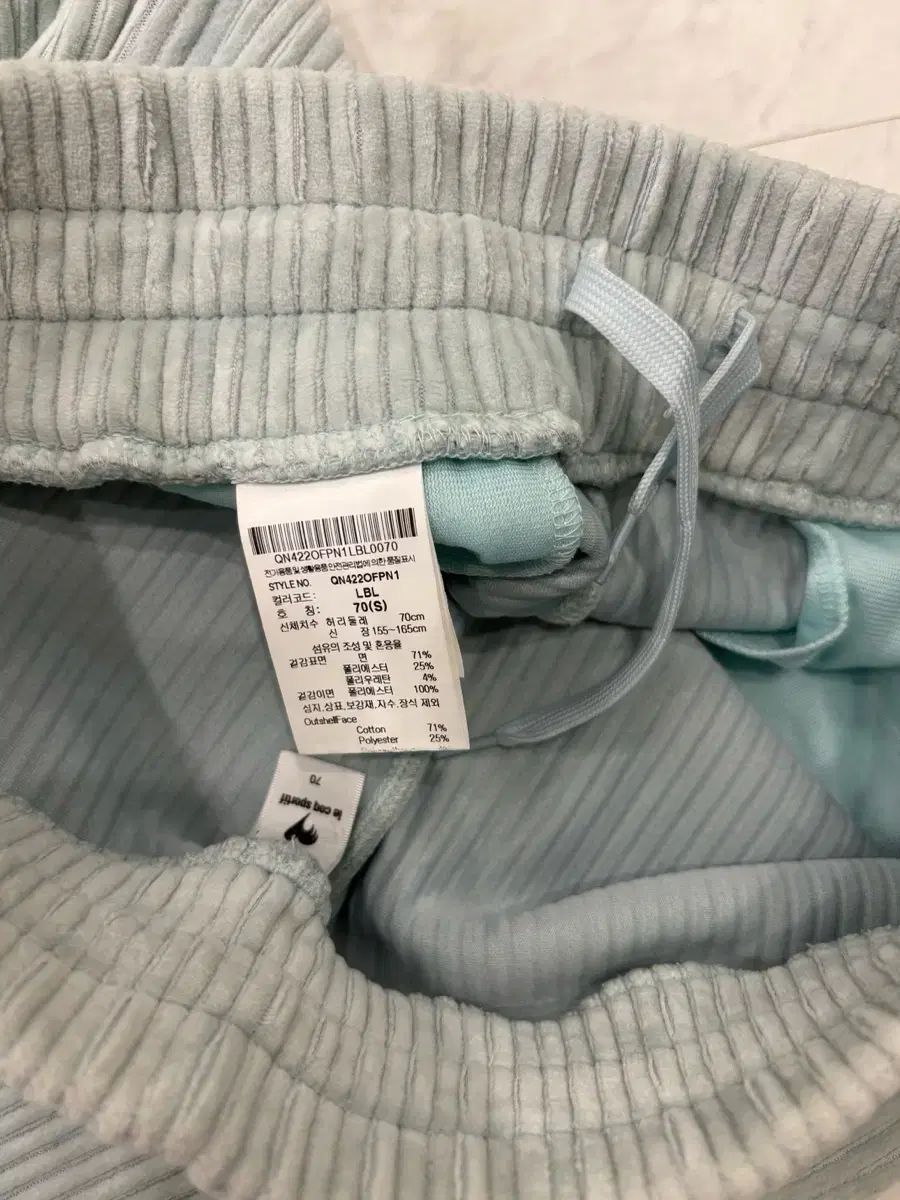 QN422OFPN1LBL0070
전기용품및생활용품안전관리법에 의한 품질표시
STYLE NO. QN422OFPN1
컬러코드: LBL
호 칭: 70(S)
신체치수 허리둘레 70cm
신 장 155-165cm
섬유의 조성 및 혼용율
겉감표면 면 71%
폴리에스터 25%
폴리우레탄 4%
겉감이면 폴리에스터 100%
심지,상표,보강재,자수,장식 제외
OutshellFace
Cotton 71%
Polyester 25%
le coq sportif
70